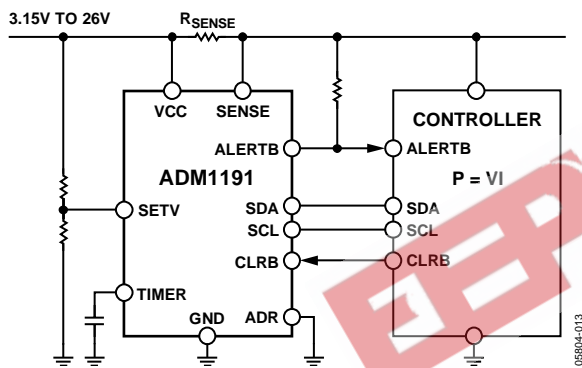 3.15V TO 26V
RSENSE
VCC
SENSE
CONTROLLER
ALERTB
ALERTB
ADM1191
P = VI
SETV
SDA
SDA
SCL
SCL
CLRB
CLRB
TIMER
GND
ADR
05804-013